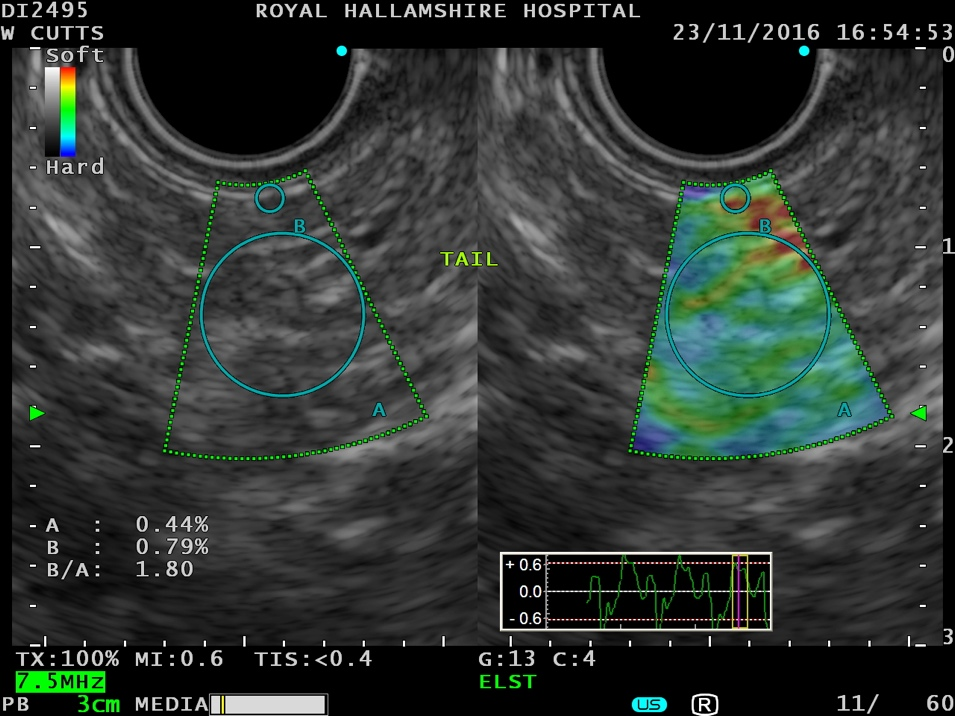 DI2495 ROYAL HALLAMSHIRE HOSPITAL
W CUTTS 23/11/2016 16:54:53
Soft
Hard
0
B B
1
TAIL
A A
2
A : 0.44%
B : 0.79%
B/A: 1.80
+ 0.6
0.0
- 0.6
3
TX:100% MI:0.6 TIS:<0.4 G:13 C:4
7.5MHz ELST
PB 3cm MEDIA US R 11/ 60